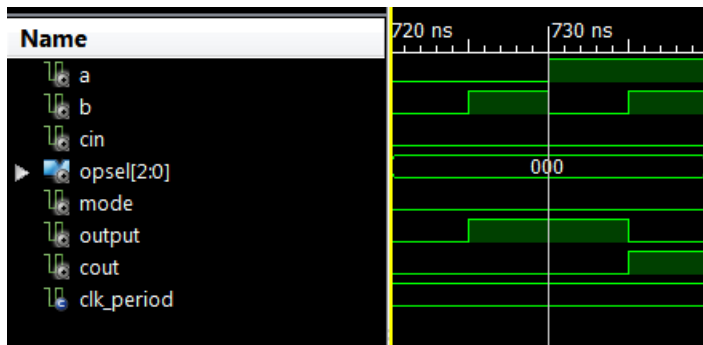 Name
720 ns
730 ns
a
b
cin
opsel[2:0]
000
mode
output
cout
clk_period